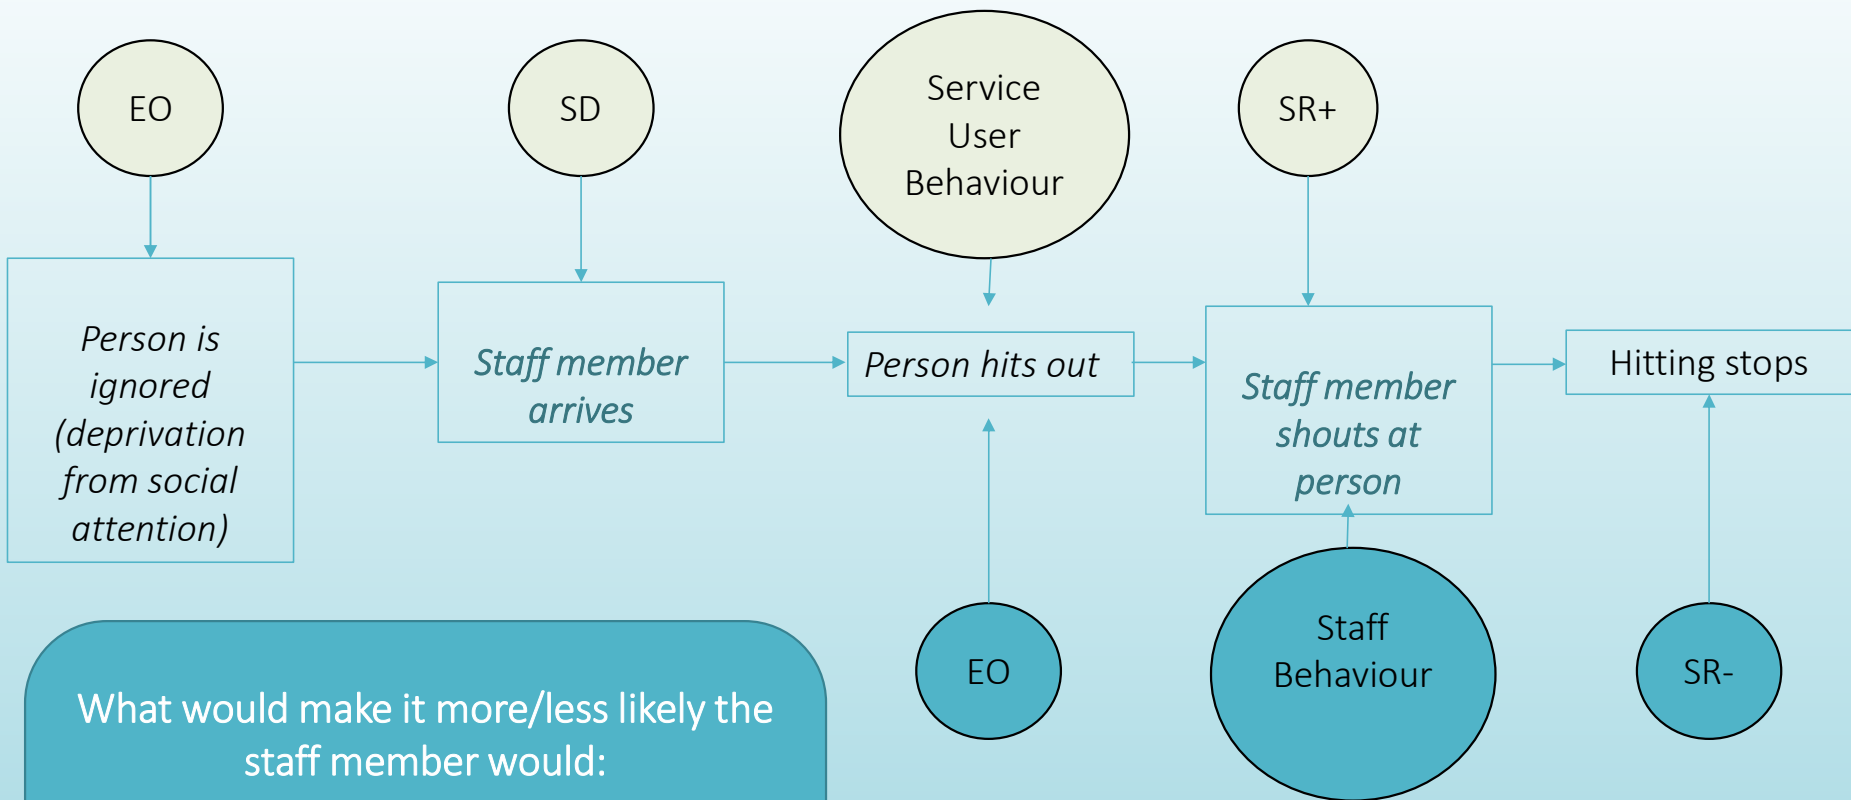 EO
SD
Service
User
Behaviour
SR+
Person is
ignored
(deprivation
from social
attention)
Staff member
arrives
Person hits out
Staff member
shouts at
person
Hitting stops
EO
Staff
Behaviour
SR-
What would make it more/less likely the
staff member would: